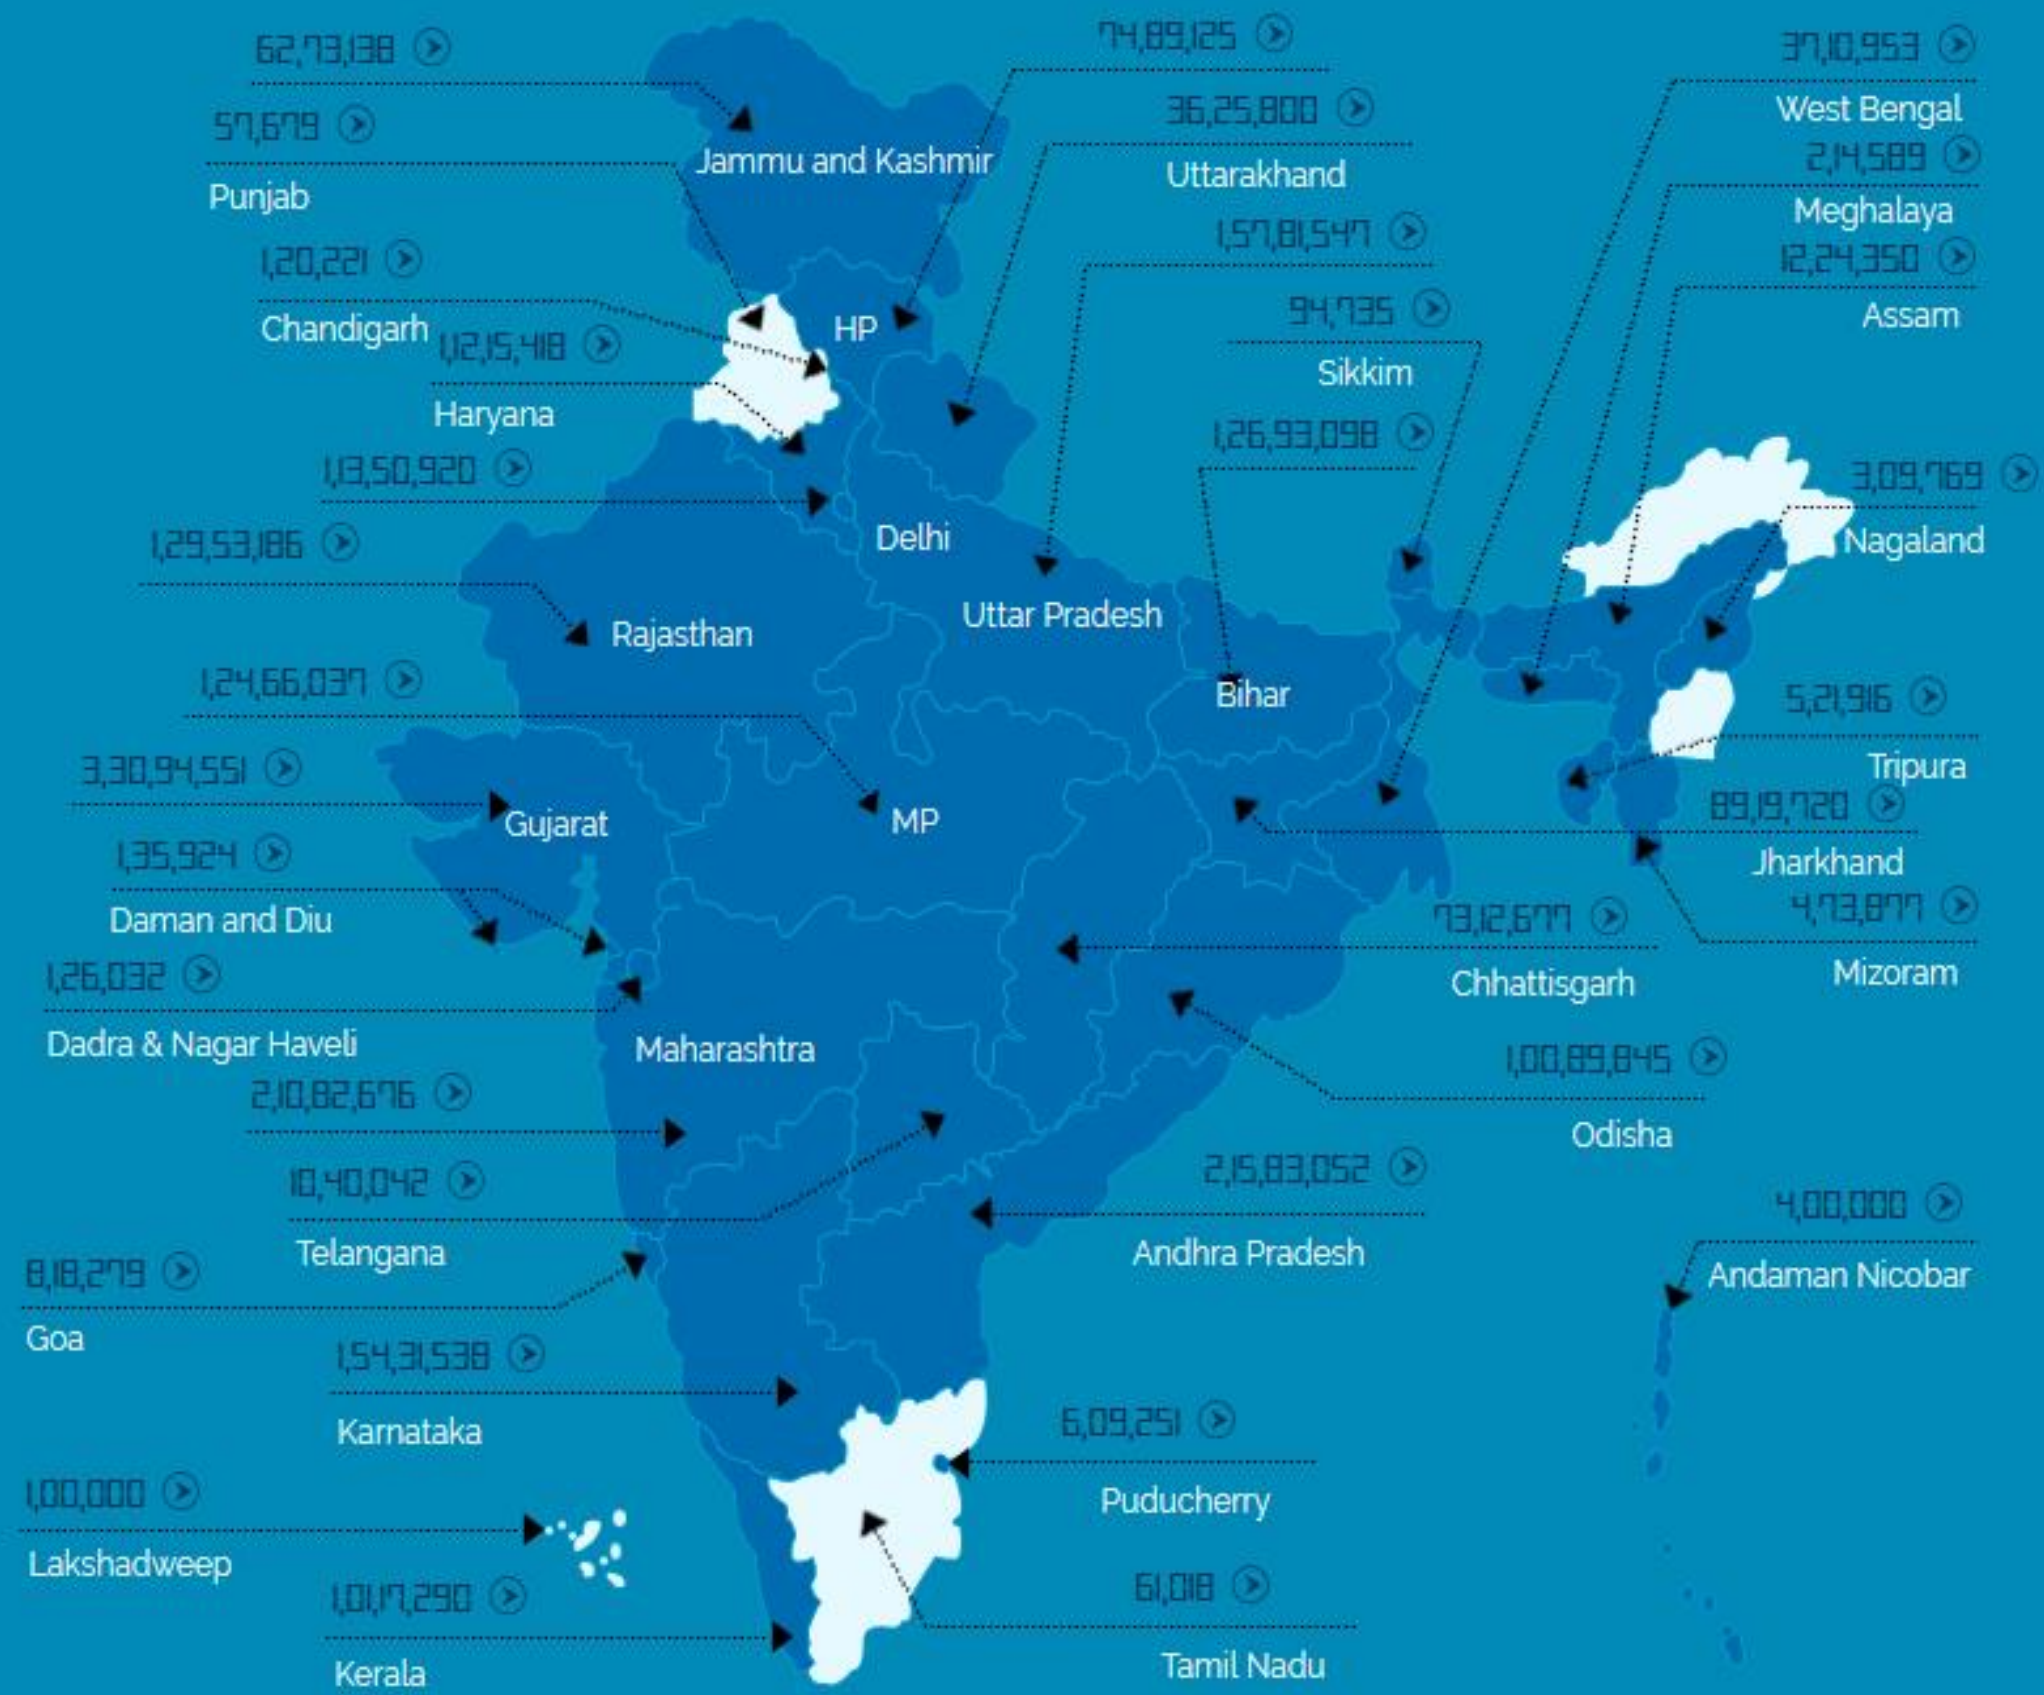 62,73,138
74,89,125
37,10,953
West Bengal
57,679
Punjab
Jammu and Kashmir
36,25,800
Uttarakhand
2,14,589
Meghalaya
1,20,221
Chandigarh
1,57,81,547
12,24,350
Assam
HP
94,735
Sikkim
1,12,15,418
Haryana
1,26,93,098
1,13,50,920
3,09,769
Nagaland
Delhi
1,29,53,186
Rajasthan
Uttar Pradesh
1,24,66,037
Bihar
5,21,916
Tripura
3,30,94,551
Gujarat
MP
89,19,720
Jharkhand
1,35,924
Daman and Diu
73,12,677
Chhattisgarh
4,73,877
Mizoram
1,26,032
Dadra & Nagar Haveli
Maharashtra
1,00,89,845
Odisha
2,10,82,676
10,40,042
Telangana
2,15,83,052
Andhra Pradesh
4,00,000
Andaman Nicobar
8,18,279
Goa
1,54,31,538
Karnataka
6,09,251
Puducherry
1,00,000
Lakshadweep
61,018
Tamil Nadu
1,01,17,290
Kerala